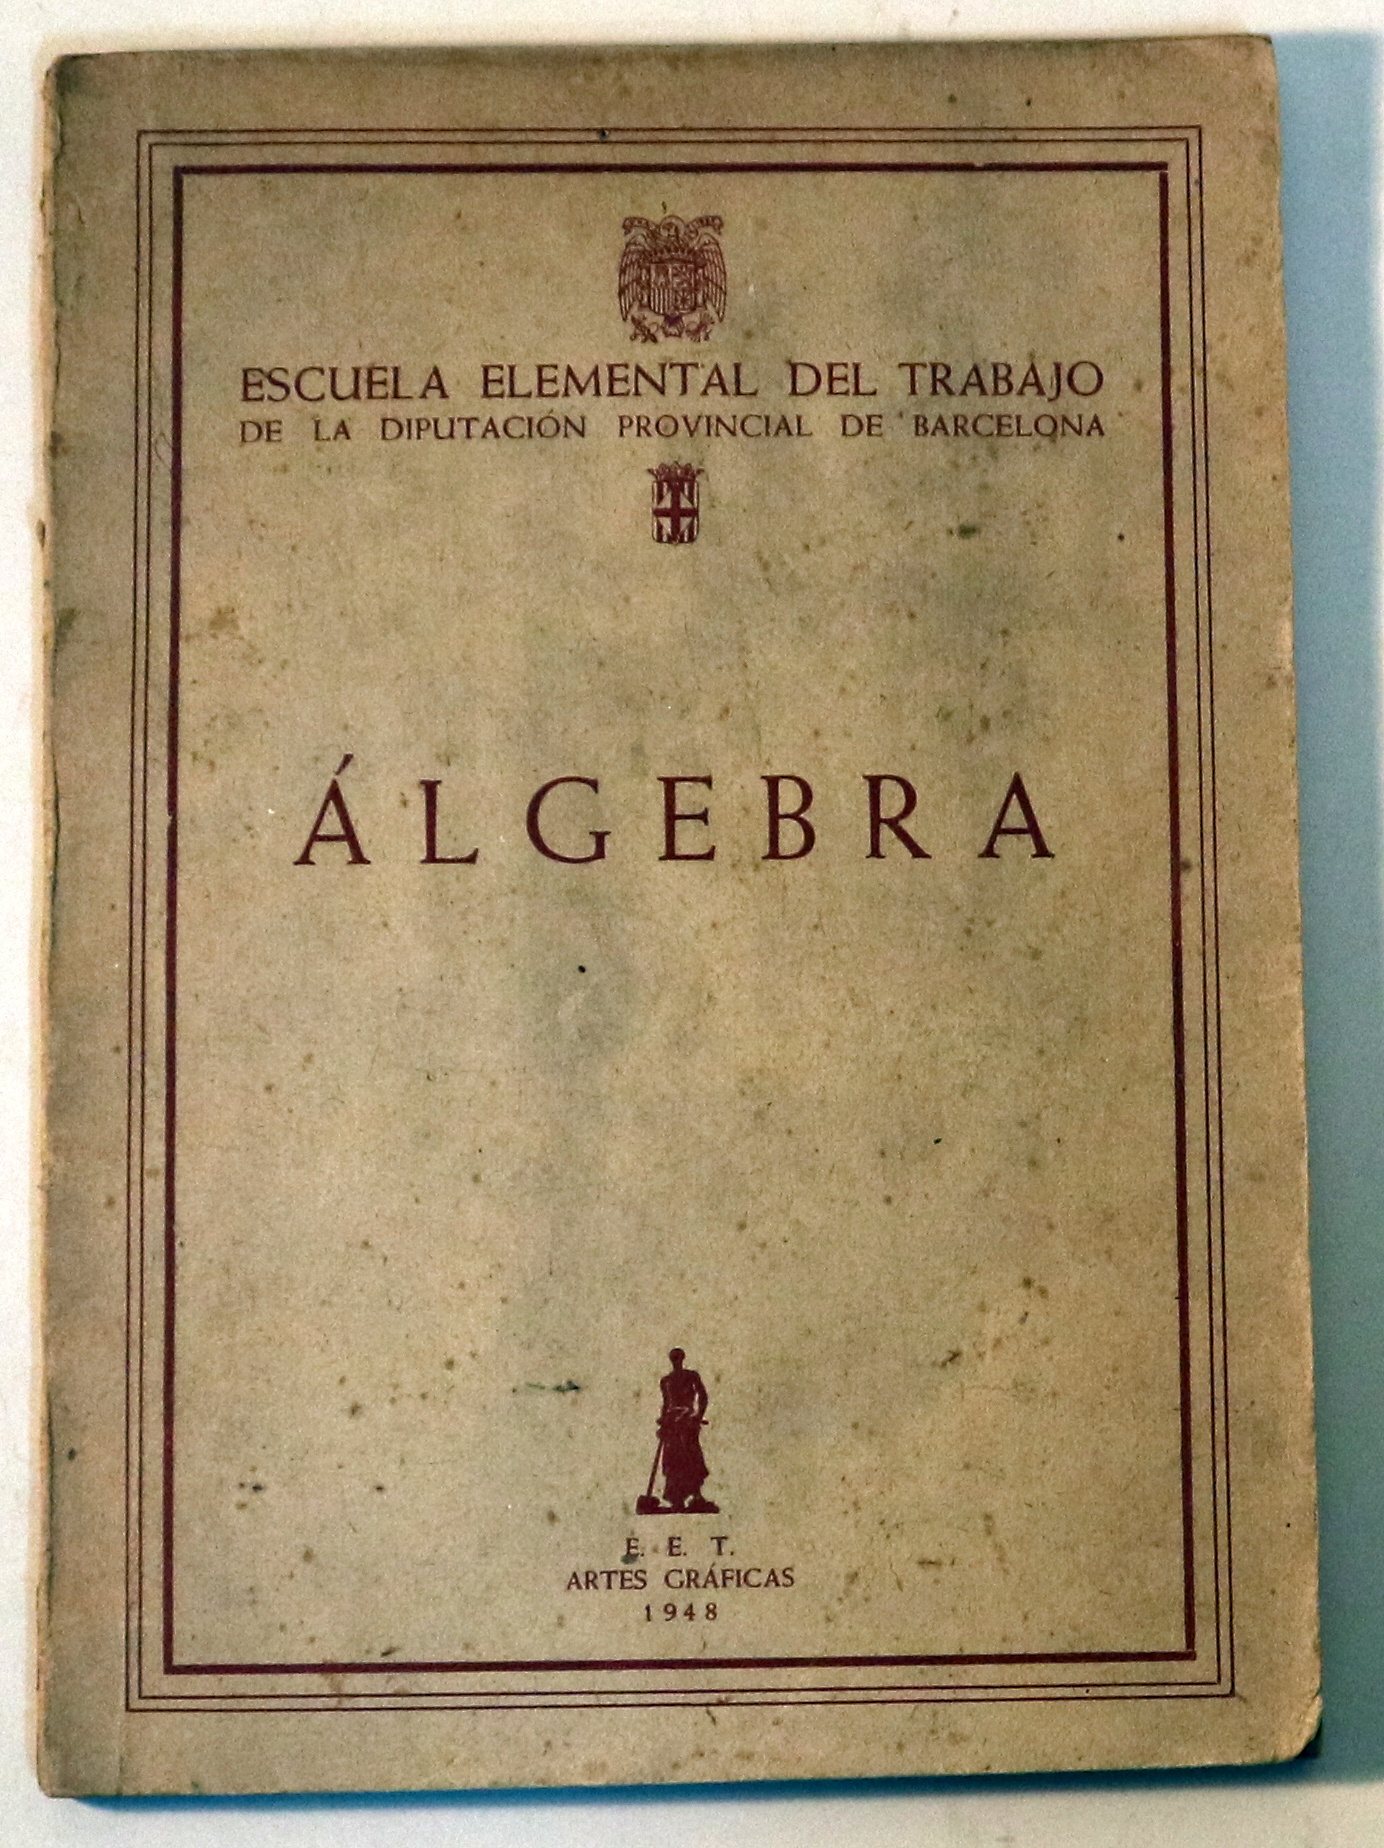 ESCUELA ELEMENTAL DEL TRABAJO
DE LA DIPUTACIÓN PROVINCIAL DE BARCELONA
ÁLGEBRA
E. E. T.
ARTES GRÁFICAS
1948